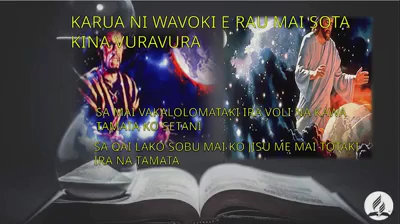 KARUA NI WAVOKI E RAU MAI SOTA
KINA VURAVURA
SA MAI VAKALOLOMATAKI IRA VOLI NA KAWA
TAMATA KO SETANI
SA QAI LAKO SOBU MAI KO JISU ME MAI TOTAKI
IRA NA TAMATA